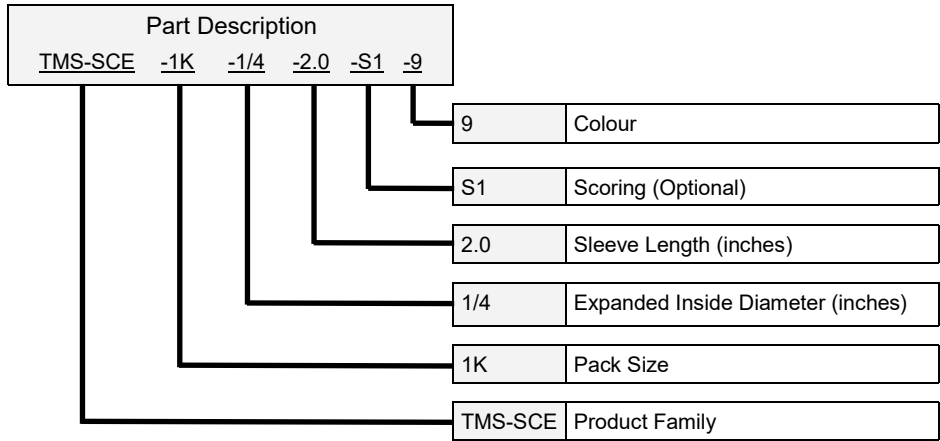 Part Description
TMS-SCE -1K -1/4 -2.0 -S1 -9
9 Colour
S1 Scoring (Optional)
2.0 Sleeve Length (inches)
1/4 Expanded Inside Diameter (inches)
1K Pack Size
TMS-SCE Product Family